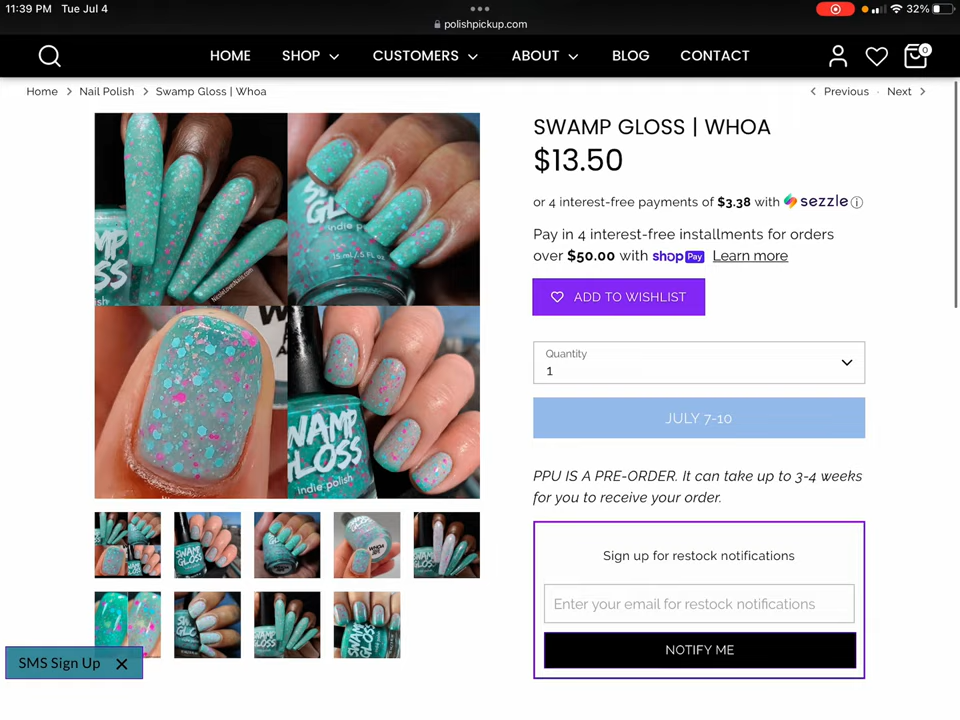 11:39 PM Tue Jul 4
32%
polishpickup.com
HOME SHOP CUSTOMERS ABOUT BLOG CONTACT
0
Home > Nail Polish > Swamp Gloss | Whoa
< Previous · Next >
SWAMP GLOSS | WHOA
$13.50
or 4 interest-free payments of $3.38 with sezzle
Pay in 4 interest-free installments for orders
over $50.00 with shop Pay Learn more
ADD TO WISHLIST
Quantity
1
JULY 7-10
PPU IS A PRE-ORDER. It can take up to 3-4 weeks
for you to receive your order.
Sign up for restock notifications
Enter your email for restock notifications
NOTIFY ME
SMS Sign Up
15 mL/.5 FL
WAMP
GLOSS
indie polish